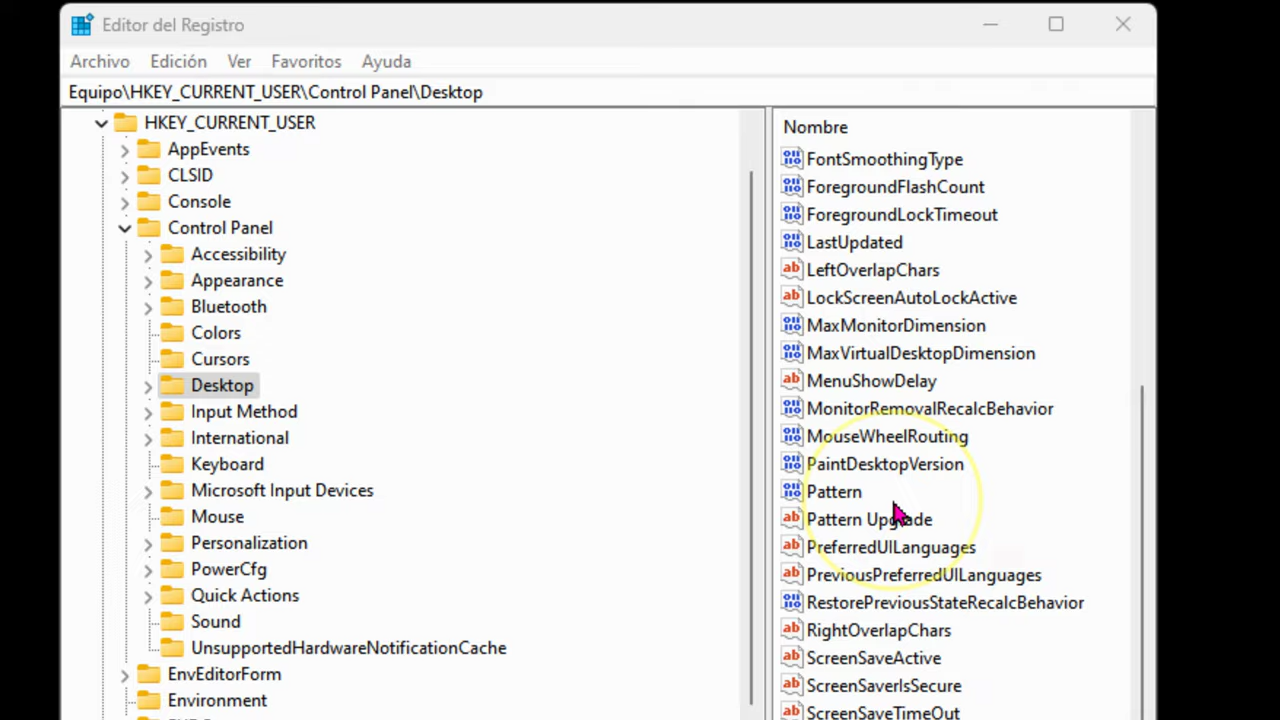 Editor del Registro
Archivo Edición Ver Favoritos Ayuda
Equipo\HKEY_CURRENT_USER\Control Panel\Desktop
HKEY_CURRENT_USER
AppEvents
CLSID
Console
Control Panel
Accessibility
Appearance
Bluetooth
Colors
Cursors
Desktop
Input Method
International
Keyboard
Microsoft Input Devices
Mouse
Personalization
PowerCfg
Quick Actions
Sound
UnsupportedHardwareNotificationCache
EnvEditorForm
Environment
Nombre
FontSmoothingType
ForegroundFlashCount
ForegroundLockTimeout
LastUpdated
LeftOverlapChars
LockScreenAutoLockActive
MaxMonitorDimension
MaxVirtualDesktopDimension
MenuShowDelay
MonitorRemovalRecalcBehavior
MouseWheelRouting
PaintDesktopVersion
Pattern
Pattern Upgrade
PreferredUILanguages
PreviousPreferredUILanguages
RestorePreviousStateRecalcBehavior
RightOverlapChars
ScreenSaveActive
ScreenSaverIsSecure
ScreenSaveTimeOut